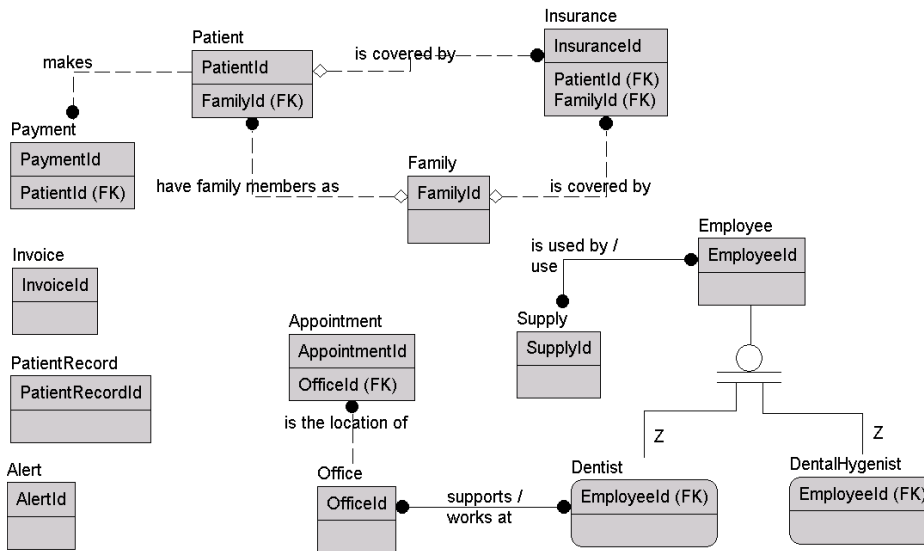 Insurance
InsuranceId
PatientId (FK)
FamilyId (FK)
Patient
PatientId
FamilyId (FK)
is covered by
makes
Payment
PaymentId
PatientId (FK)
have family members as
Family
FamilyId
is covered by
Employee
EmployeeId
is used by /
use
Invoice
InvoiceId
Supply
SupplyId
Appointment
AppointmentId
OfficeId (FK)
is the location of
PatientRecord
PatientRecordId
Z
Z
Alert
AlertId
Office
OfficeId
supports /
works at
Dentist
EmployeeId (FK)
DentalHygenist
EmployeeId (FK)